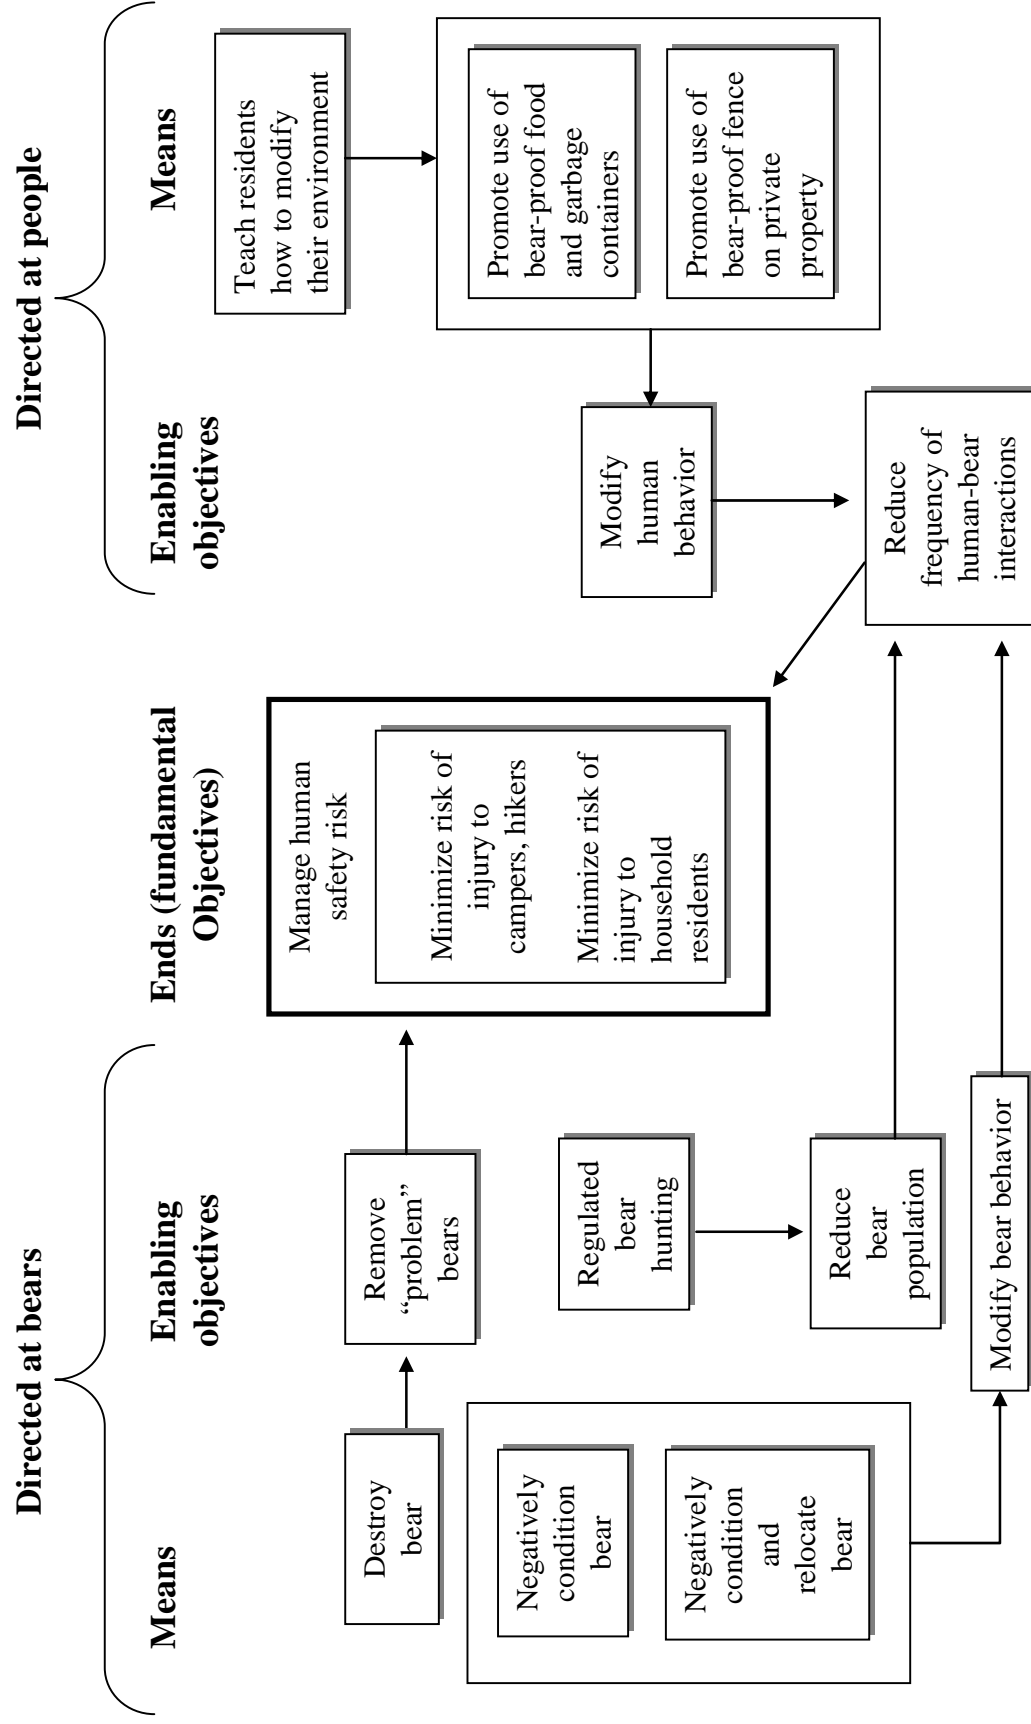 Directed at bears
Directed at people
Means
Enabling
objectives
Ends (fundamental
Objectives)
Enabling
objectives
Means
Destroy
bear
Negatively
condition
bear
Negatively
condition
and
relocate
bear
Remove
“problem”
bears
Regulated
bear
hunting
Reduce
bear
population
Modify bear behavior
Manage human
safety risk
Minimize risk of
injury to
campers, hikers
Minimize risk of
injury to
household
residents
Modify
human
behavior
Reduce
frequency of
human-bear
interactions
Teach residents
how to modify
their environment
Promote use of
bear-proof food
and garbage
containers
Promote use of
bear-proof fence
on private
property